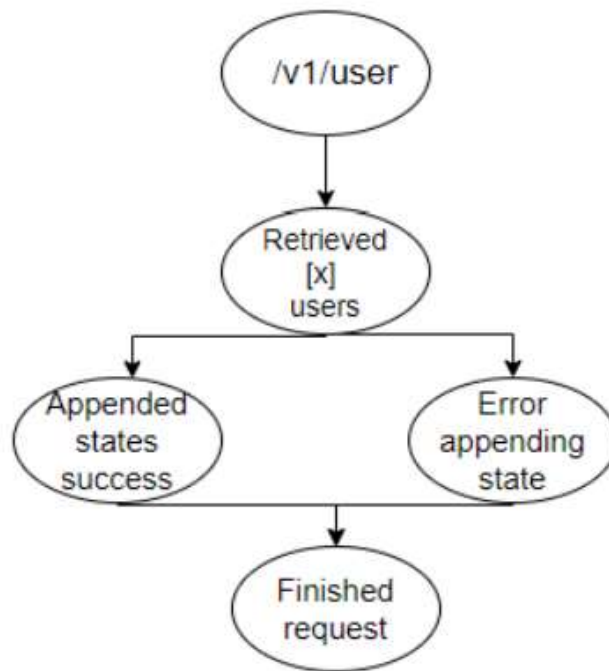 /v1/user
Retrieved
[x]
users
Appended
states
success
Error
appending
state
Finished
request